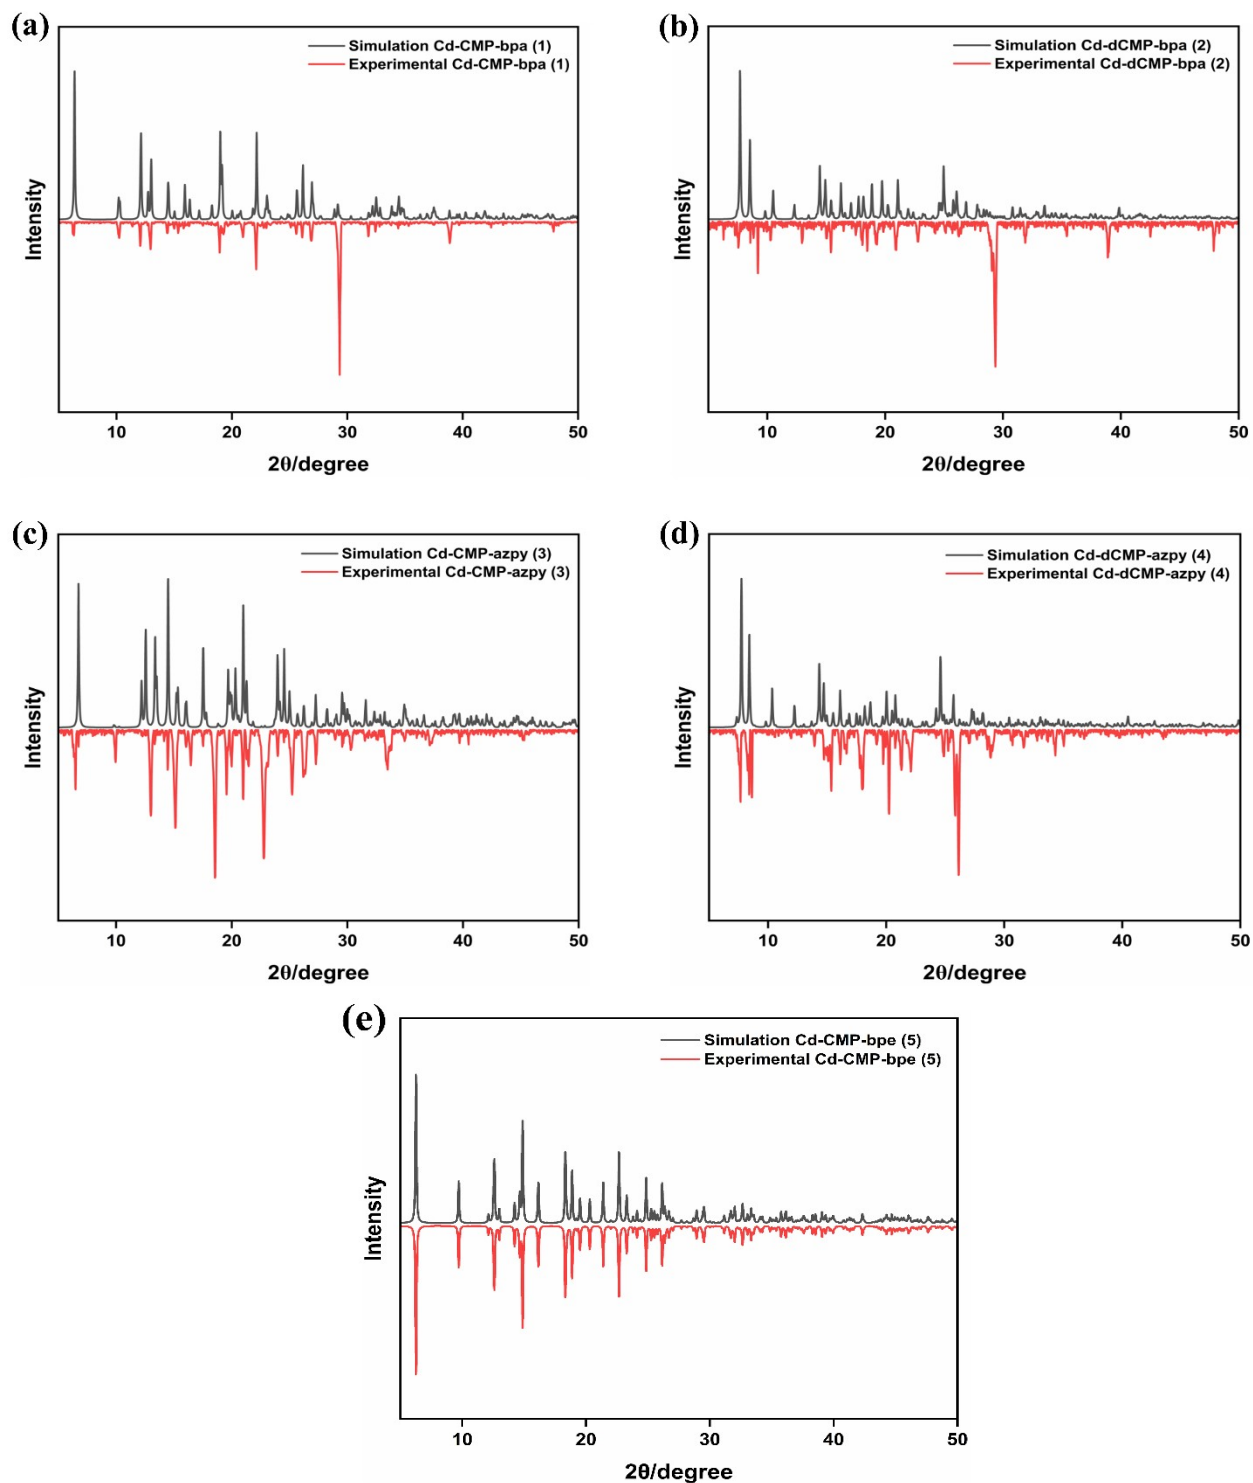 (a)
Simulation Cd-CMP-bpa (1)
Experimental Cd-CMP-bpa (1)
Intensity
10 20 30 40 50
2θ/degree
(b)
Simulation Cd-dCMP-bpa (2)
Experimental Cd-dCMP-bpa (2)
Intensity
10 20 30 40 50
2θ/degree
(c)
Simulation Cd-CMP-azpy (3)
Experimental Cd-CMP-azpy (3)
Intensity
10 20 30 40 50
2θ/degree
(d)
Simulation Cd-dCMP-azpy (4)
Experimental Cd-dCMP-azpy (4)
Intensity
10 20 30 40 50
2θ/degree
(e)
Simulation Cd-CMP-bpe (5)
Experimental Cd-CMP-bpe (5)
Intensity
10 20 30 40 50
2θ/degree